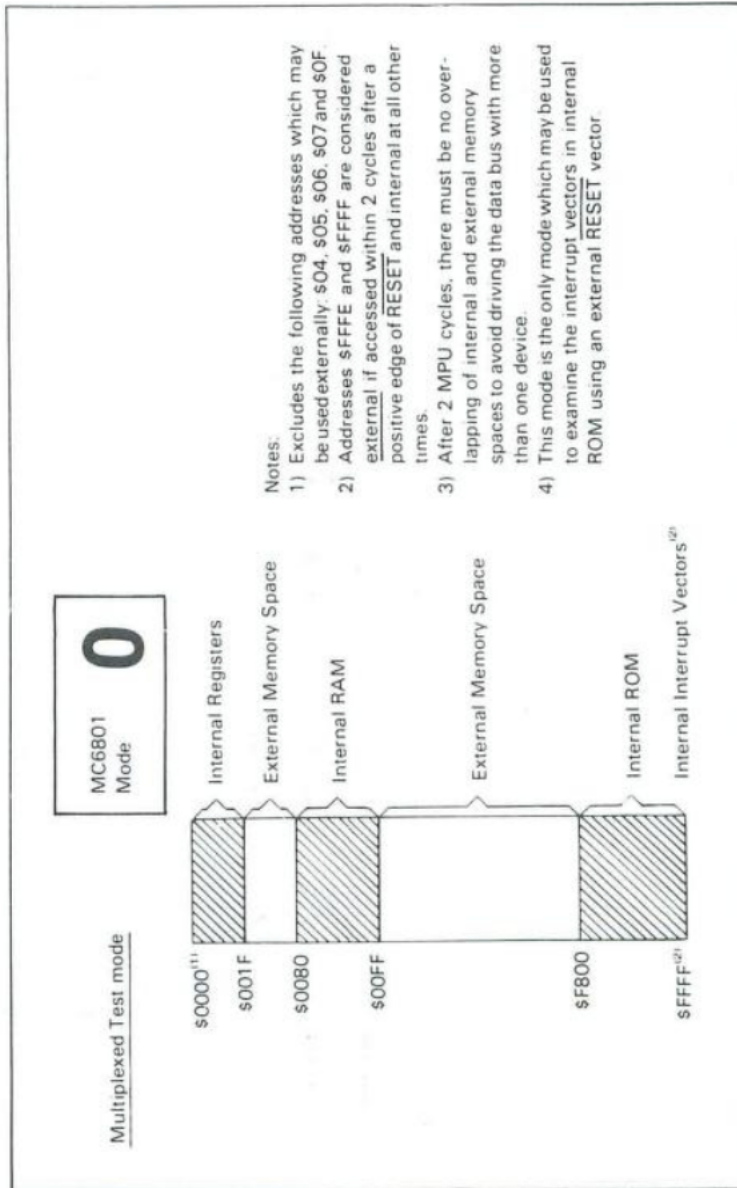 Multiplexed Test mode
MC6801
Mode
0
$0000(1)
$001F
$0080
$00FF
$F800
$FFFF(2)
Internal Registers
External Memory Space
Internal RAM
External Memory Space
Internal ROM
Internal Interrupt Vectors(2)
Notes:
1) Excludes the following addresses which may
be used externally: $04, $05, $06, $07 and $0F.
2) Addresses $FFFE and $FFFF are considered
external if accessed within 2 cycles after a
positive edge of RESET and internal at all other
times.
3) After 2 MPU cycles, there must be no over-
lapping of internal and external memory
spaces to avoid driving the data bus with more
than one device.
4) This mode is the only mode which may be used
to examine the interrupt vectors in internal
ROM using an external RESET vector.